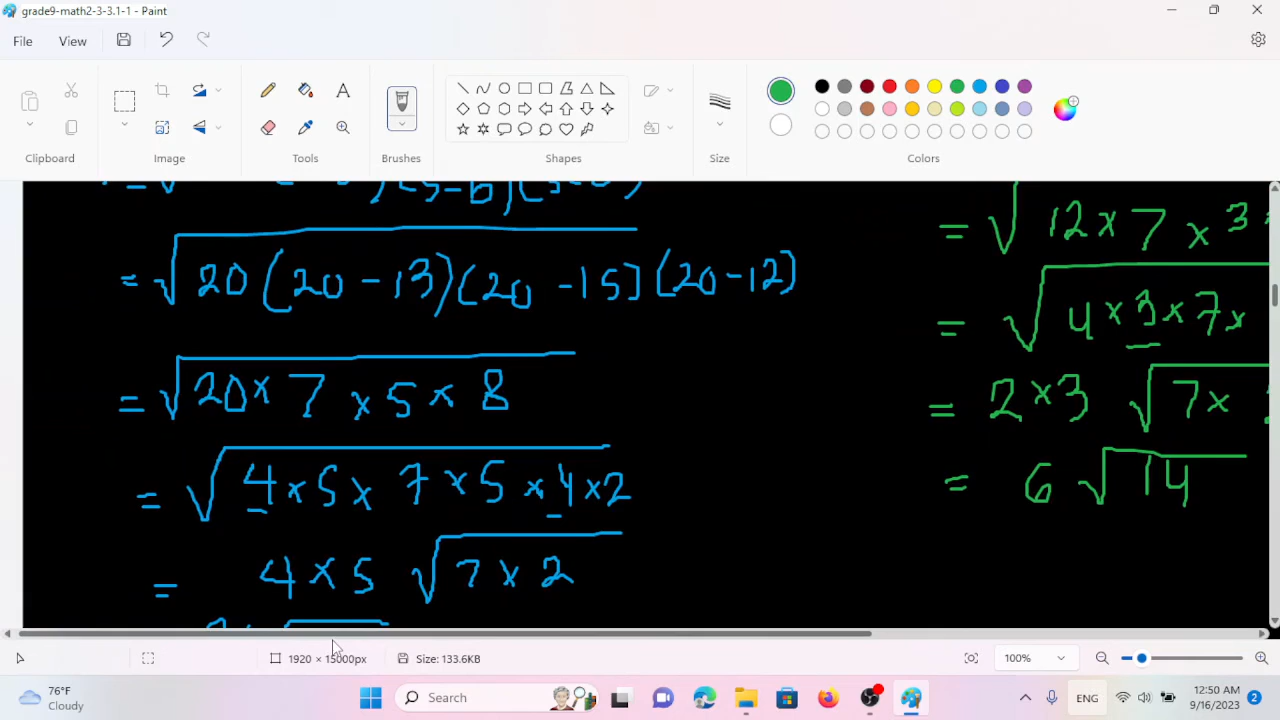 grade9-math2-3-3.1-1 - Paint
File View
Clipboard Image Tools Brushes Shapes Size Colors
= √20(20-13)(20-15)(20-12)
= √20×7×5×8
= √4×5×7×5×4×2
= 4×5 √7×2
= √12×7×3
= √4×3×7×
= 2×3 √7×
= 6 √14
1920 × 15000px Size: 133.6KB 100%
76°F
Cloudy
Search
ENG
12:50 AM
9/16/2023
2